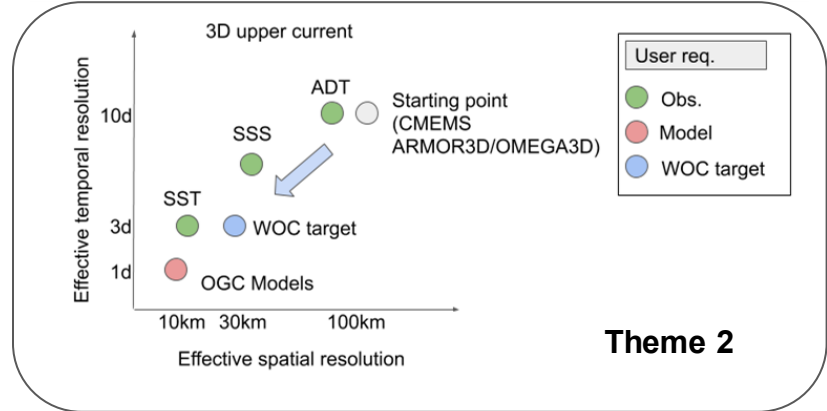 3D upper current
User req.
Obs.
Model
WOC target
Effective temporal resolution
10d
3d
1d
ADT
Starting point
(CMEMS
ARMOR3D/OMEGA3D)
SSS
SST
WOC target
OGC Models
10km 30km 100km
Effective spatial resolution
Theme 2